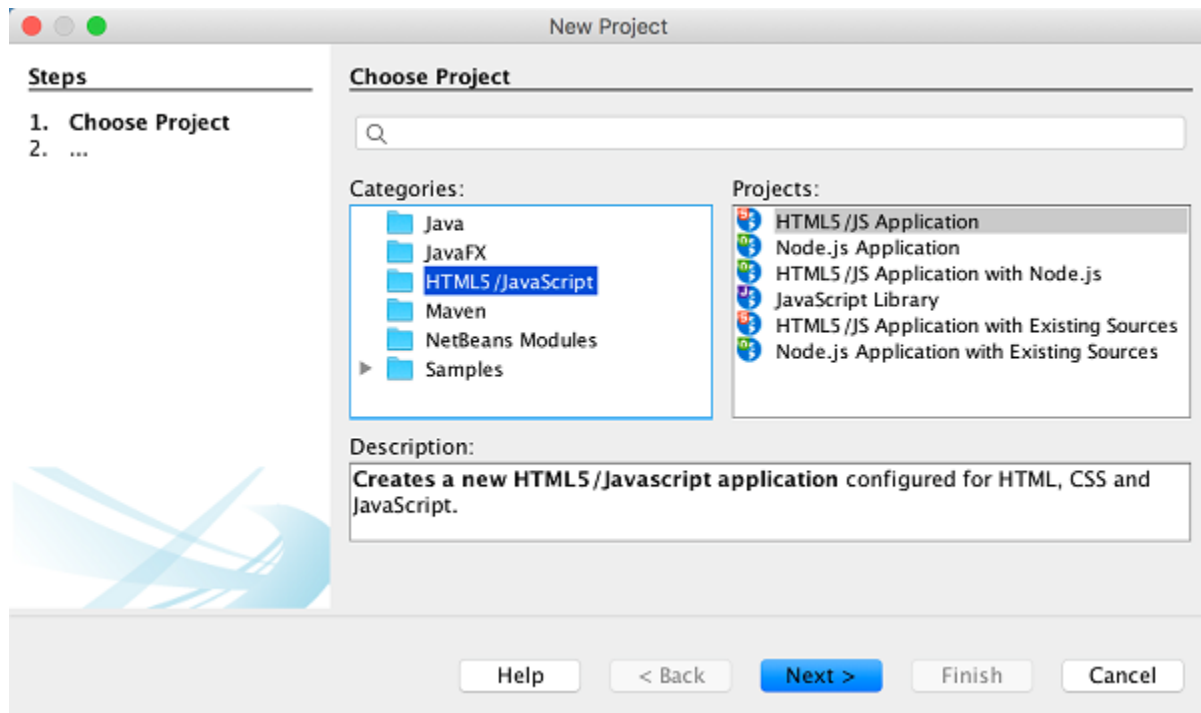 New Project
Steps
1. Choose Project
2. ...
Choose Project
Categories:
Java
JavaFX
HTML5/JavaScript
Maven
NetBeans Modules
Samples
Projects:
HTML5/JS Application
Node.js Application
HTML5/JS Application with Node.js
JavaScript Library
HTML5/JS Application with Existing Sources
Node.js Application with Existing Sources
Description:
Creates a new HTML5/Javascript application configured for HTML, CSS and
JavaScript.
Help
< Back
Next >
Finish
Cancel